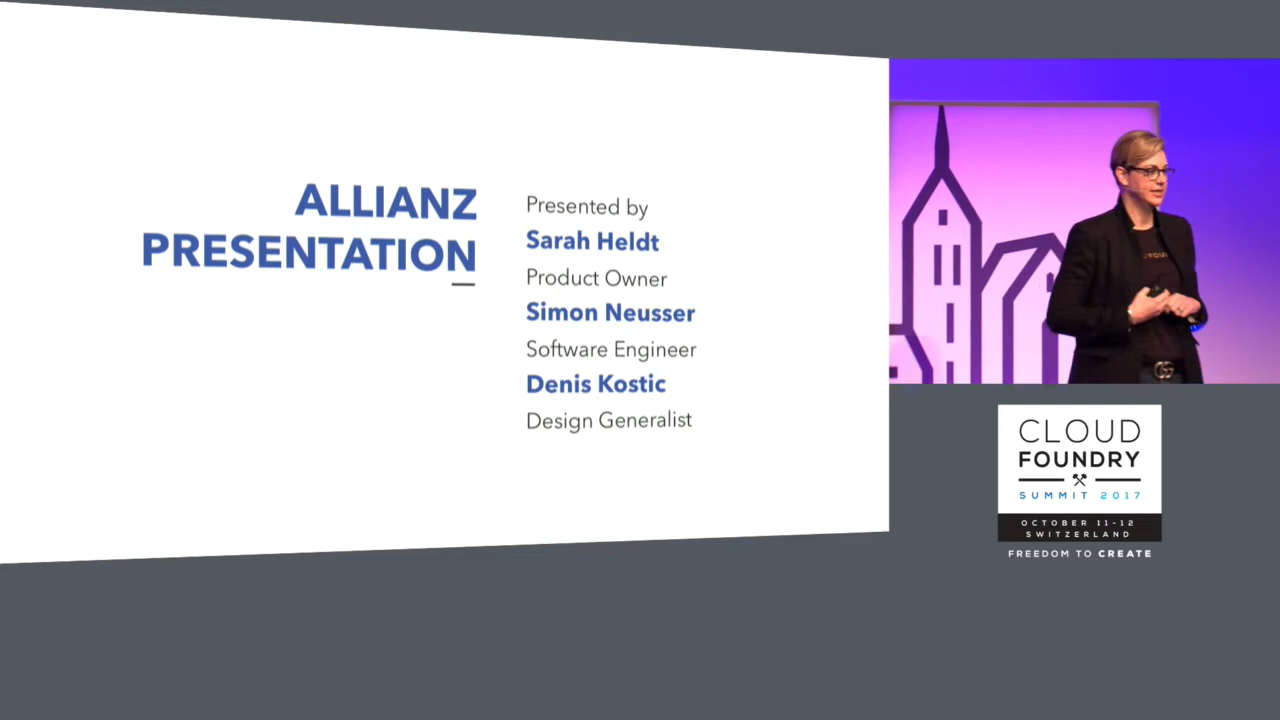 ALLIANZ
PRESENTATION
Presented by
Sarah Heldt
Product Owner
Simon Neusser
Software Engineer
Denis Kostic
Design Generalist
CLOUD
FOUNDRY
SUMMIT 2017
OCTOBER 11-12
SWITZERLAND
FREEDOM TO CREATE